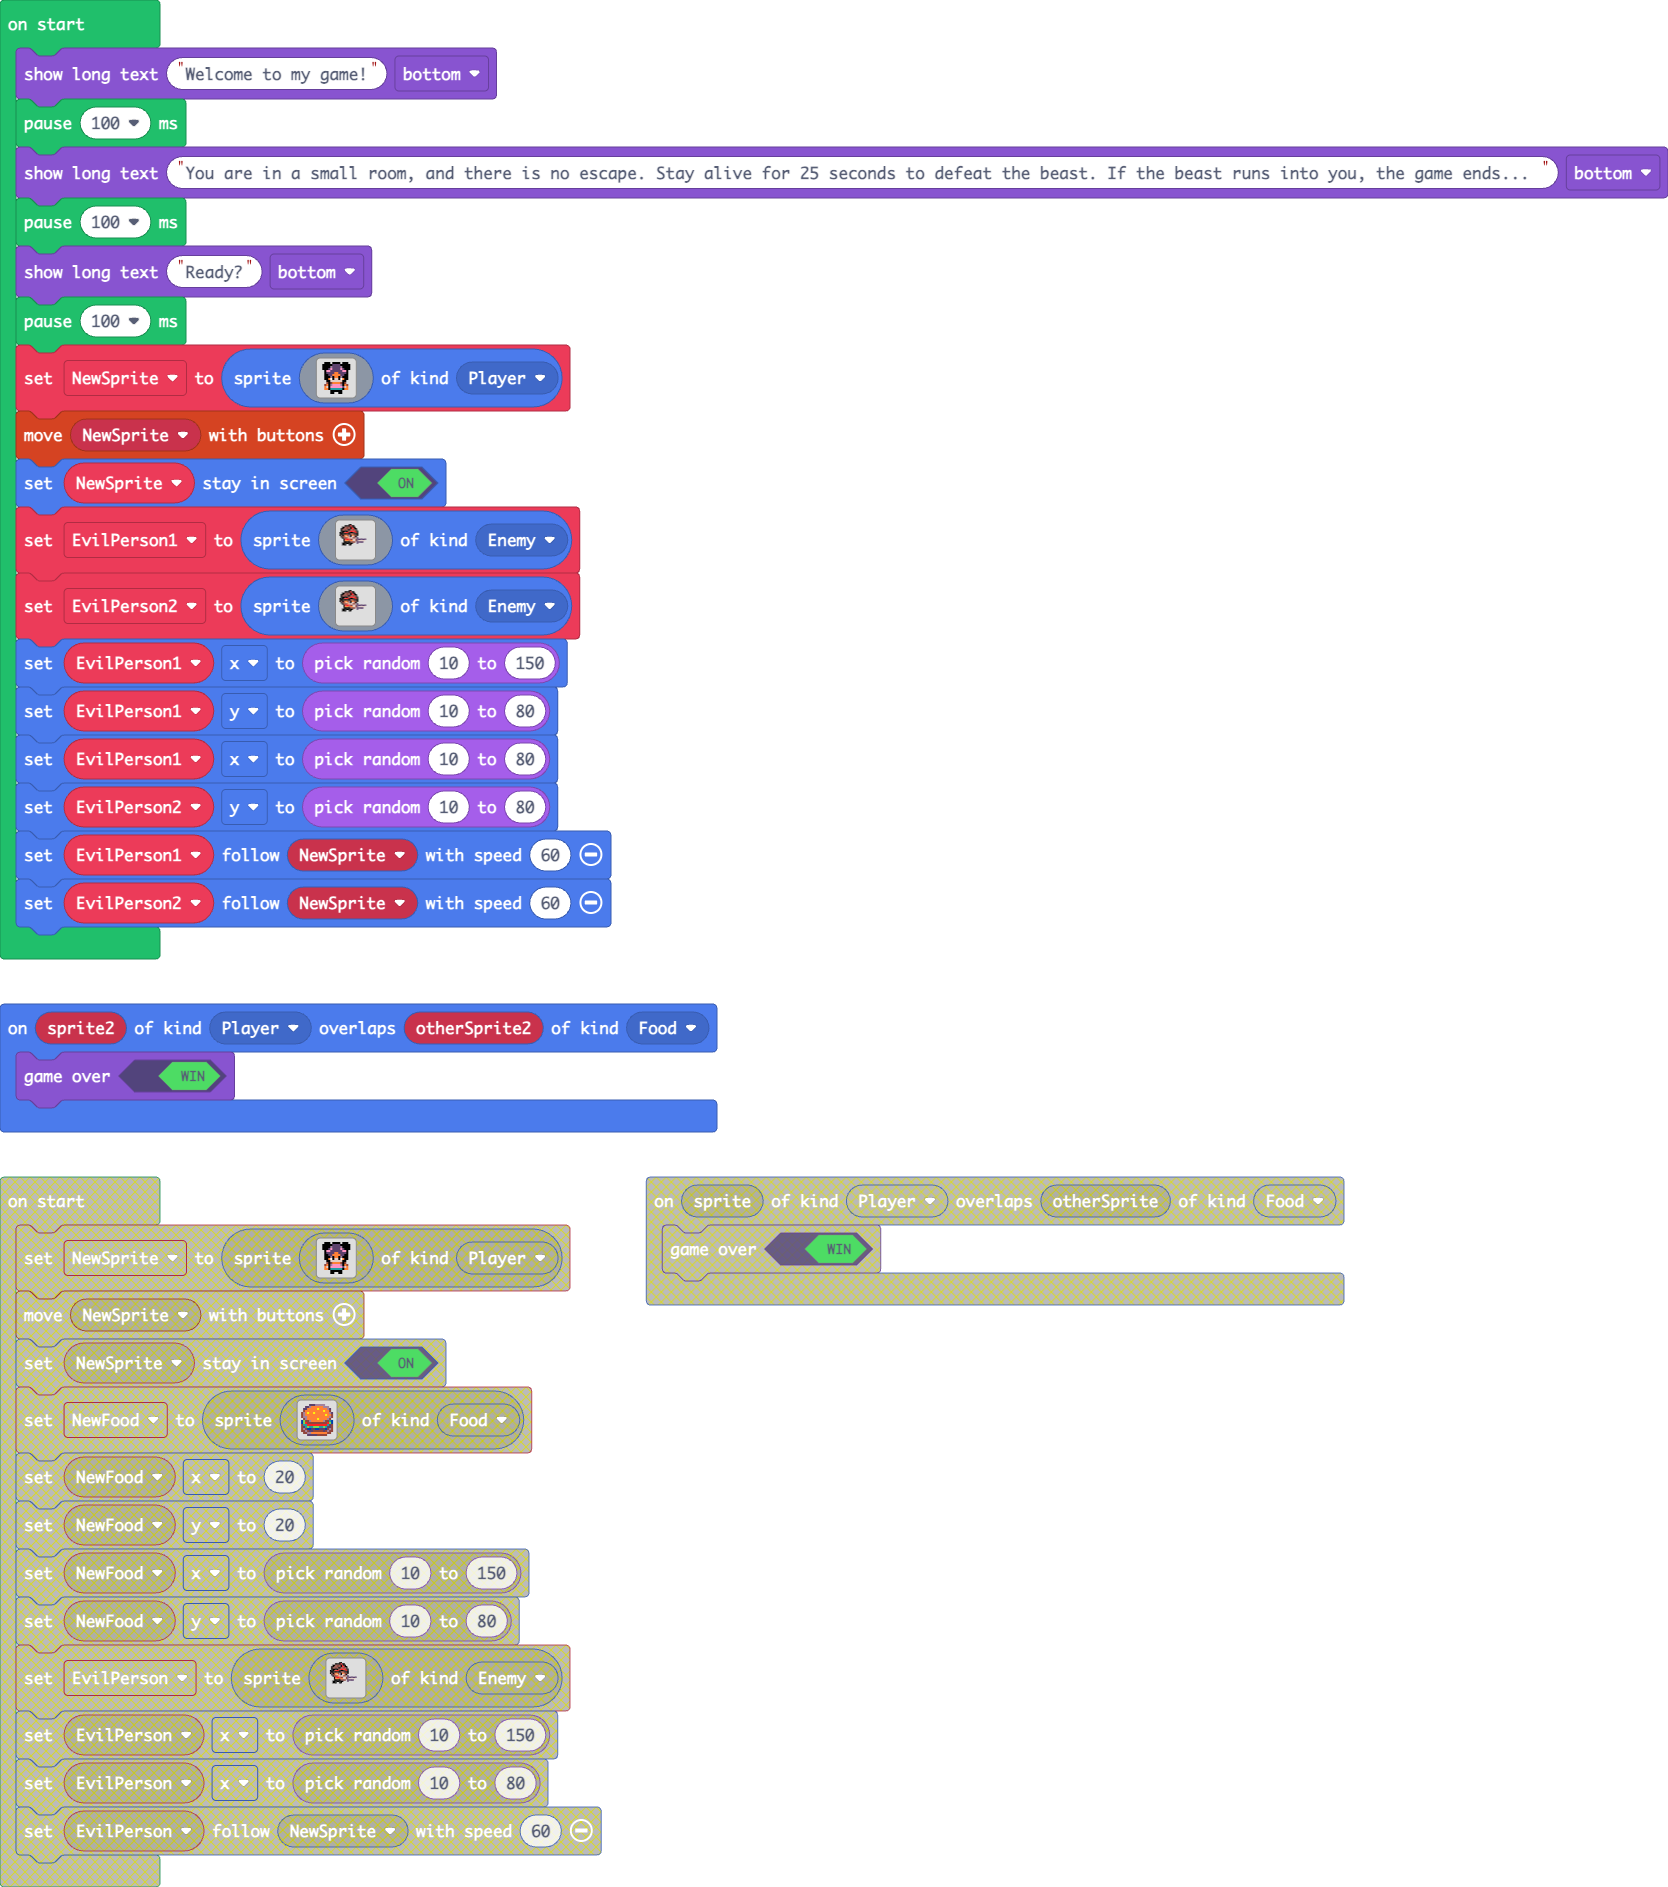 on start
show long text "Welcome to my game!" bottom
pause 100 ms
show long text "You are in a small room, and there is no escape. Stay alive for 25 seconds to defeat the beast. If the beast runs into you, the game ends... " bottom
pause 100 ms
show long text "Ready?" bottom
pause 100 ms
set NewSprite to sprite of kind Player
move NewSprite with buttons
set NewSprite stay in screen ON
set EvilPerson1 to sprite of kind Enemy
set EvilPerson2 to sprite of kind Enemy
set EvilPerson1 x to pick random 10 to 150
set EvilPerson1 y to pick random 10 to 80
set EvilPerson1 x to pick random 10 to 80
set EvilPerson2 y to pick random 10 to 80
set EvilPerson1 follow NewSprite with speed 60
set EvilPerson2 follow NewSprite with speed 60
on sprite2 of kind Player overlaps otherSprite2 of kind Food
game over WIN
on start
set NewSprite to sprite of kind Player
move NewSprite with buttons
set NewSprite stay in screen ON
set NewFood to sprite of kind Food
set NewFood x to 20
set NewFood y to 20
set NewFood x to pick random 10 to 150
set NewFood y to pick random 10 to 80
set EvilPerson to sprite of kind Enemy
set EvilPerson x to pick random 10 to 150
set EvilPerson x to pick random 10 to 80
set EvilPerson follow NewSprite with speed 60
on sprite of kind Player overlaps otherSprite of kind Food
game over WIN